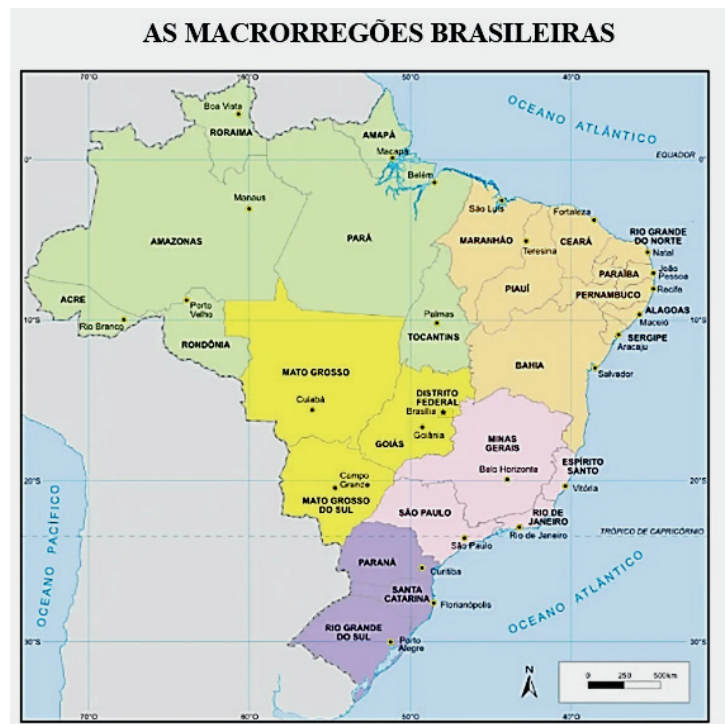 AS MACRORREGÕES BRASILEIRAS
70°O
60°O
50°O
40°O
Boa Vista
RORAIMA
AMAPÁ
Macapá
OCEANO ATLÂNTICO
EQUADOR
0°
0°
Belém
Manaus
São Luís
Fortaleza
AMAZONAS
PARÁ
MARANHÃO
Teresina
CEARÁ
RIO GRANDE
DO NORTE
Natal
PARAÍBA
João
Pessoa
PIAUÍ
PERNAMBUCO
Recife
ACRE
Porto
Velho
Rio Branco
Palmas
TOCANTINS
ALAGOAS
Maceió
10°S
10°S
RONDÔNIA
SERGIPE
Aracaju
MATO GROSSO
BAHIA
Salvador
Cuiabá
DISTRITO
FEDERAL
Brasília
Goiânia
GOIÁS
MINAS
GERAIS
Belo Horizonte
ESPÍRITO
SANTO
Vitória
Campo
Grande
MATO GROSSO
DO SUL
20°S
20°S
SÃO PAULO
RIO DE
JANEIRO
Rio de Janeiro
São Paulo
TRÓPICO DE CAPRICÓRNIO
OCEANO PACÍFICO
PARANÁ
Curitiba
SANTA
CATARINA
Florianópolis
OCEANO ATLÂNTICO
RIO GRANDE
DO SUL
Porto
Alegre
30°S
30°S
N
0 250 500km
70°O
60°O
50°O
40°O